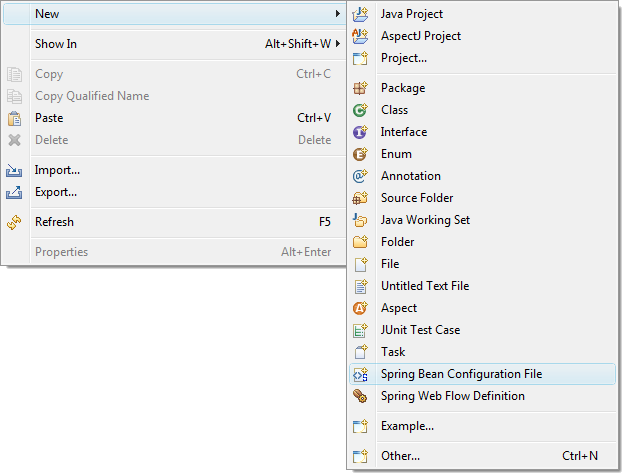 New
Show In Alt+Shift+W
Copy Ctrl+C
Copy Qualified Name
Paste Ctrl+V
Delete Delete
Import...
Export...
Refresh F5
Properties Alt+Enter
Java Project
AspectJ Project
Project...
Package
Class
Interface
Enum
Annotation
Source Folder
Java Working Set
Folder
File
Untitled Text File
Aspect
JUnit Test Case
Task
Spring Bean Configuration File
Spring Web Flow Definition
Example...
Other... Ctrl+N